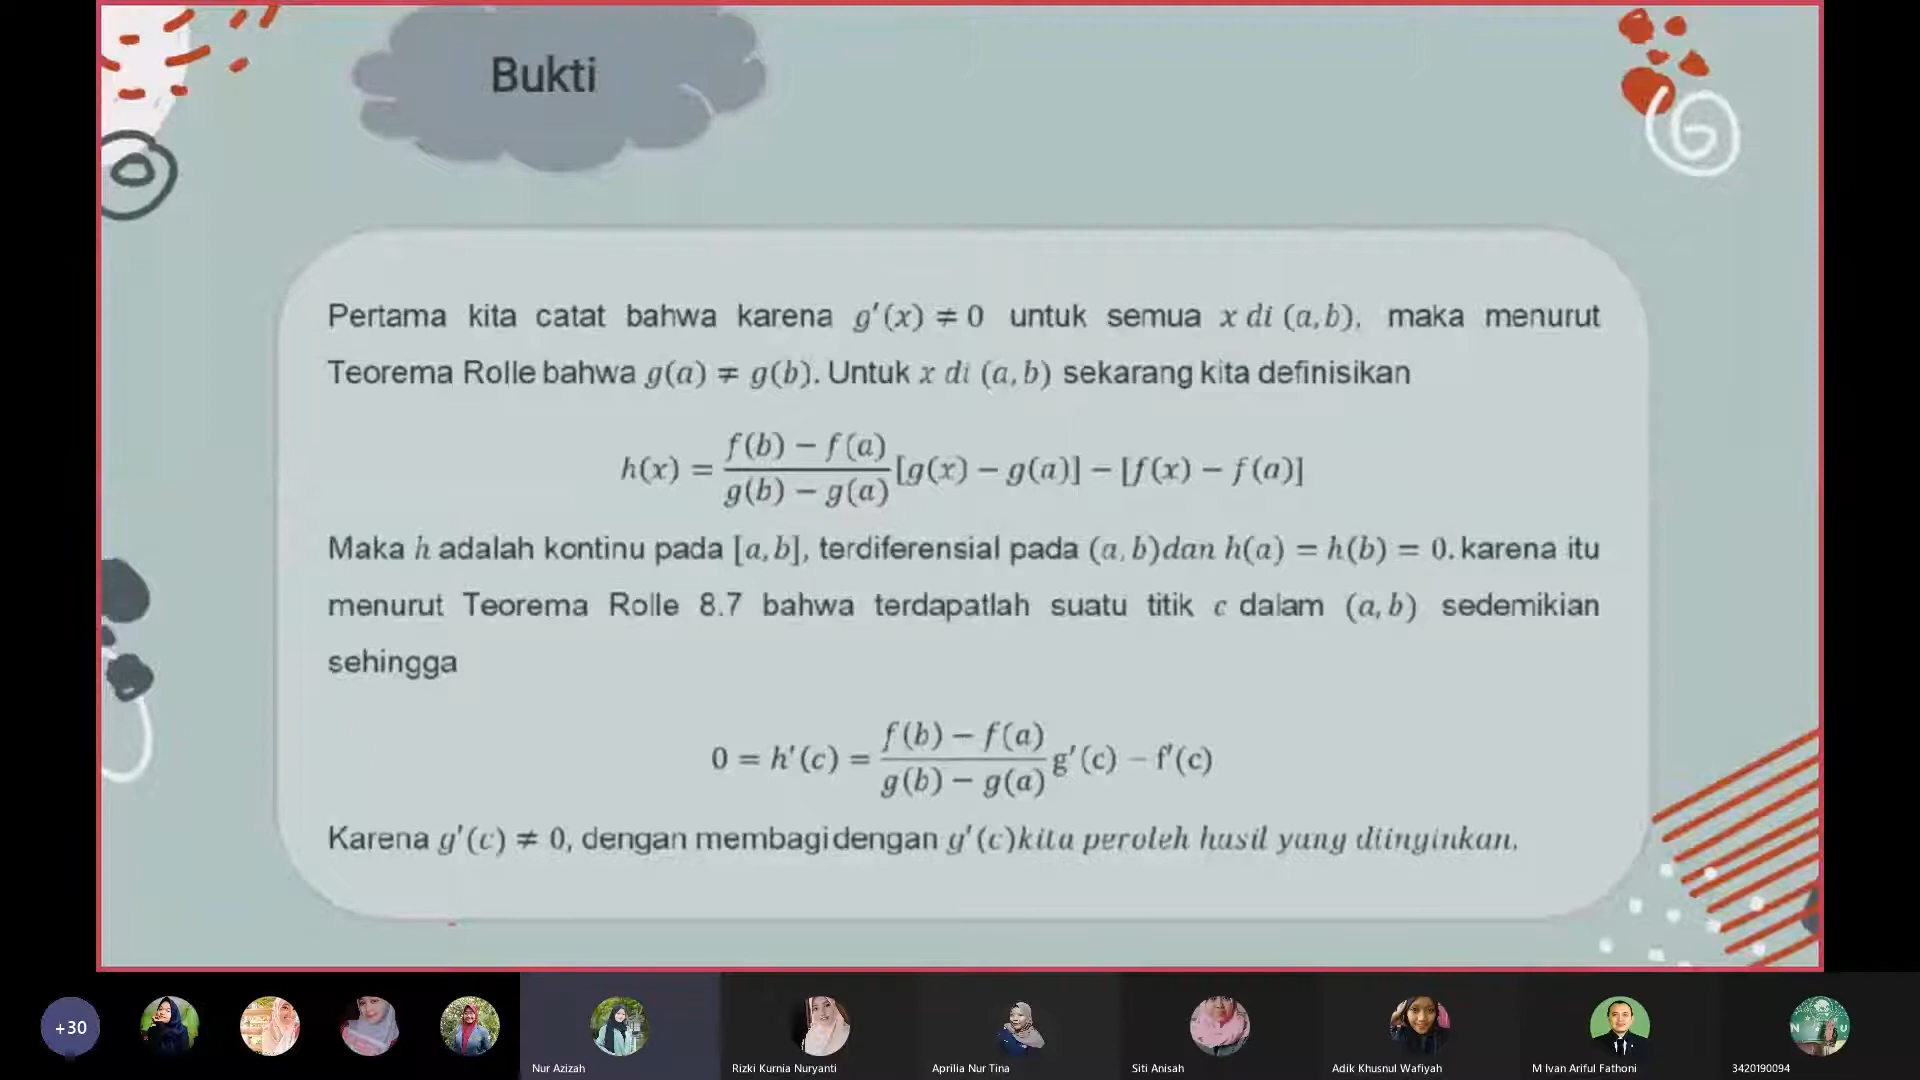 Bukti
Pertama kita catat bahwa karena g′(x) ≠ 0 untuk semua x di (a, b), maka menurut
Teorema Rolle bahwa g(a) ≠ g(b). Untuk x di (a, b) sekarang kita definisikan
h(x) = \frac{f(b) − f(a)}{g(b) − g(a)} [g(x) − g(a)] − [f(x) − f(a)]
Maka h adalah kontinu pada [a, b], terdiferensial pada (a, b)dan h(a) = h(b) = 0. karena itu
menurut Teorema Rolle 8.7 bahwa terdapatlah suatu titik c dalam (a, b) sedemikian
sehingga
0 = h′(c) = \frac{f(b) − f(a)}{g(b) − g(a)} g′(c) − f′(c)
Karena g′(c) ≠ 0, dengan membagi dengan g′(c)kita peroleh hasil yang diinginkan.
+30
Nur Azizah
Rizki Kurnia Nuryanti
Aprilia Nur Tina
Siti Anisah
Adik Khusnul Wafiyah
M Ivan Ariful Fathoni
N U
3420190094